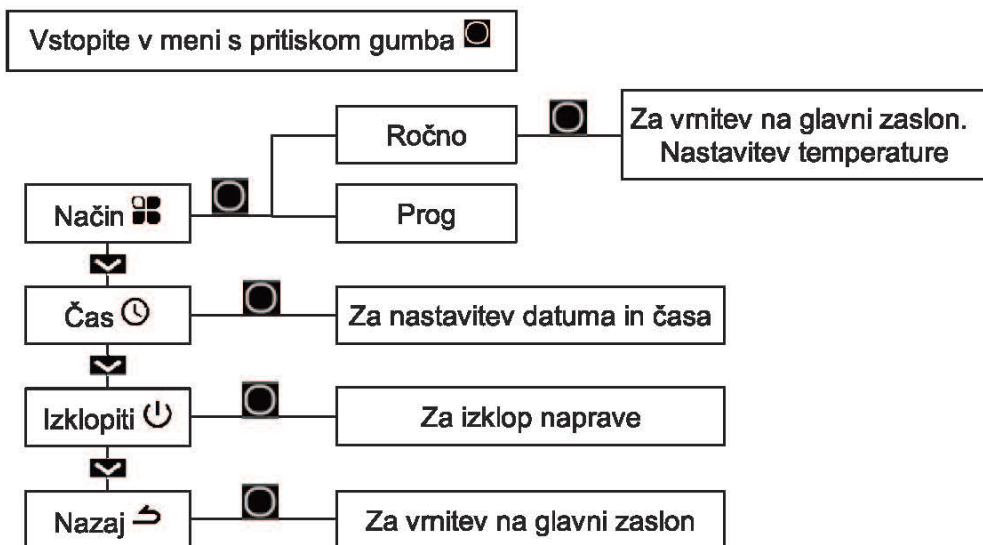 Vstopite v meni s pritiskom gumba
Ročno
Za vrnitev na glavni zaslon.
Nastavitev temperature
Način
Prog
Čas
Za nastavitev datuma in časa
Izklopiti
Za izklop naprave
Nazaj
Za vrnitev na glavni zaslon